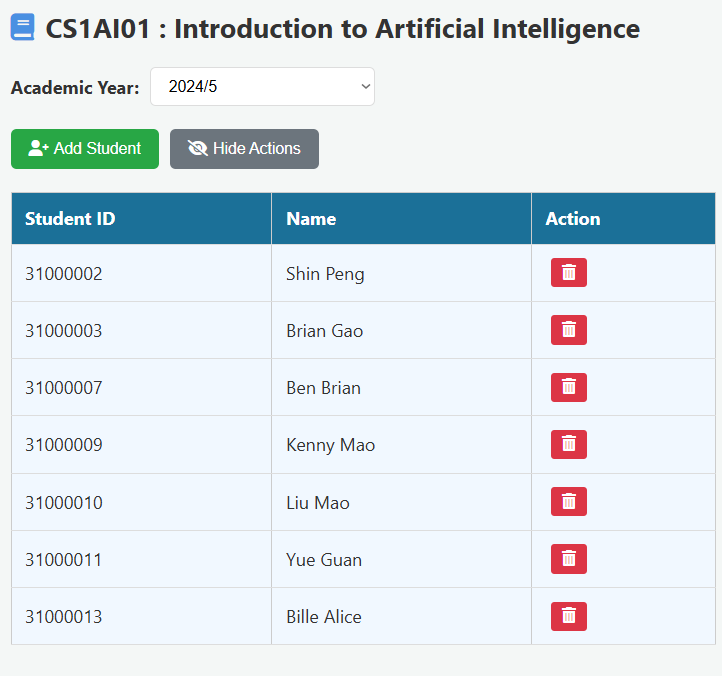 CS1AI01 : Introduction to Artificial Intelligence
Academic Year: 2024/5
Add Student Hide Actions
Student ID Name Action
31000002 Shin Peng
31000003 Brian Gao
31000007 Ben Brian
31000009 Kenny Mao
31000010 Liu Mao
31000011 Yue Guan
31000013 Bille Alice